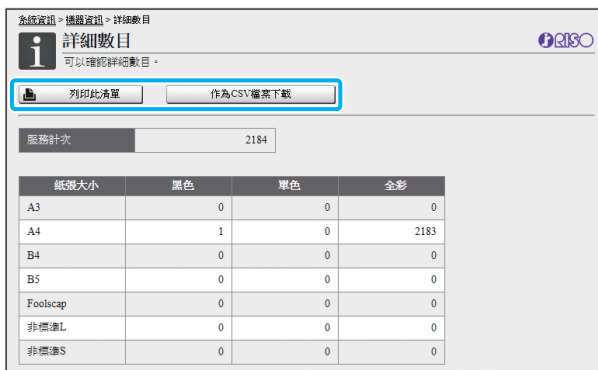 系統資訊 > 機器資訊 > 詳細數目
i 詳細數目
RISO
可以確認詳細數目。
列印此清單 作為CSV檔案下載
服務計次 2184
紙張大小 黑色 單色 全彩
A3 0 0 0
A4 1 0 2183
B4 0 0 0
B5 0 0 0
Foolscap 0 0 0
非標準L 0 0 0
非標準S 0 0 0